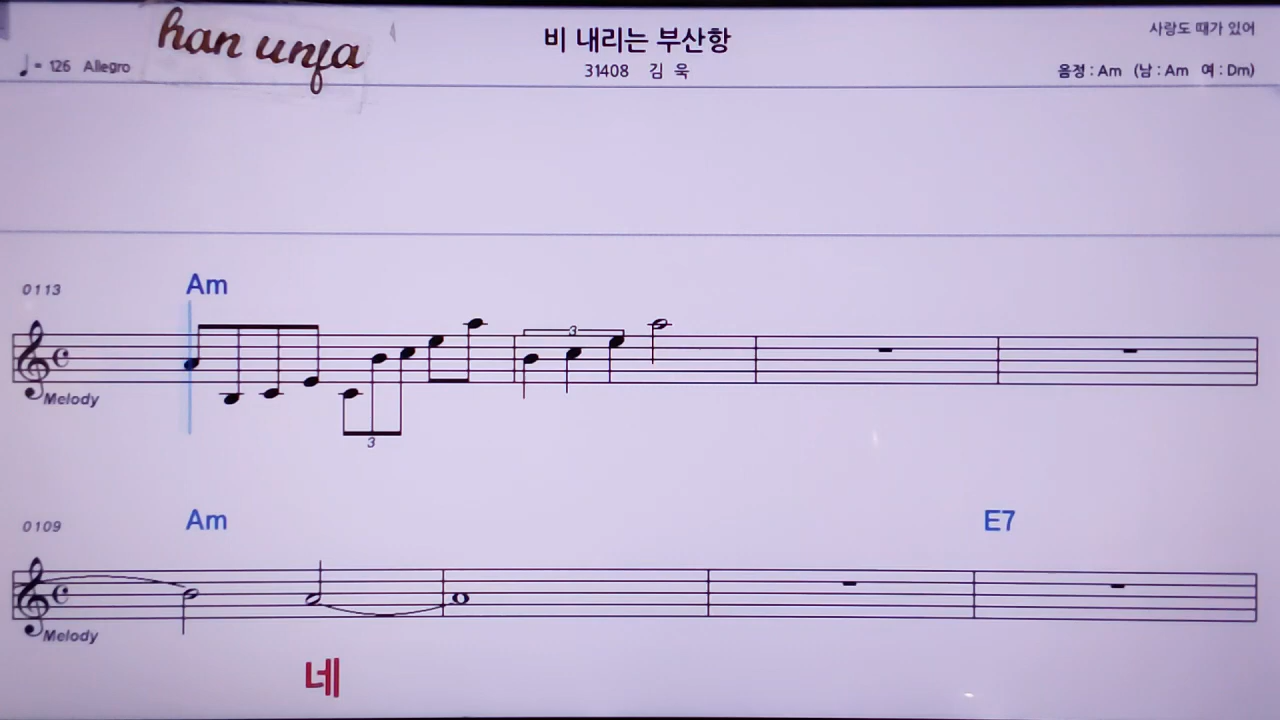 han unfa
비 내리는 부산항
사랑도 때가 있어
♩= 126 Allegro
31408 김 욱
음정 : Am (남 : Am 여 : Dm)
Am
0113
3
Melody
3
Am
E7
0109
Melody
네